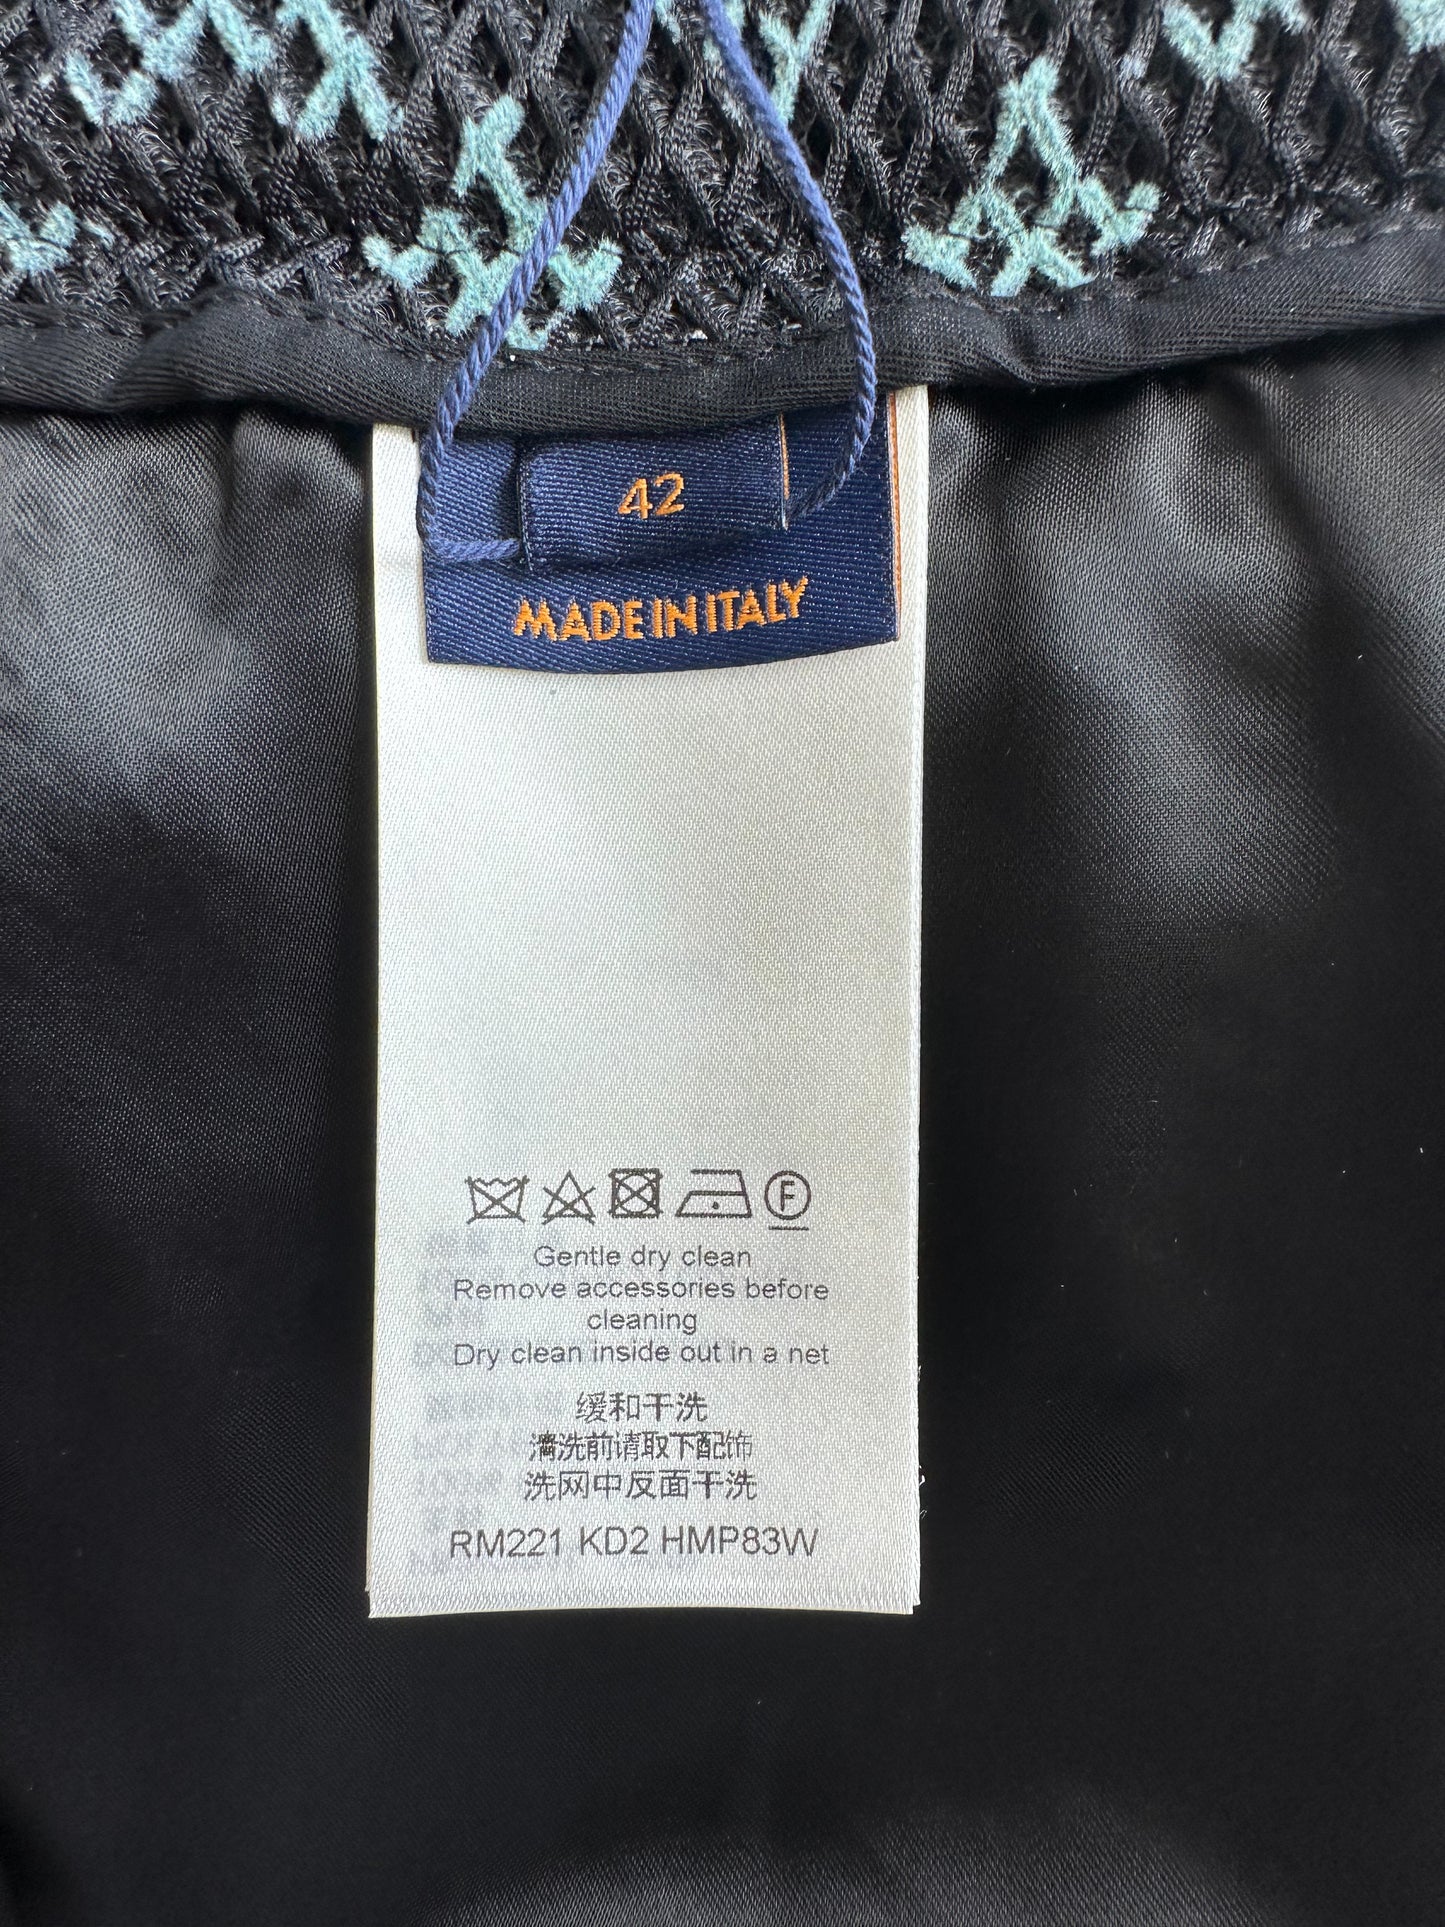 42
MADE IN ITALY
F
Gentle dry clean
Remove accessories before
cleaning
Dry clean inside out in a net
缓和干洗
清洗前请取下配饰
洗网中反面干洗
RM221 KD2 HMP83W